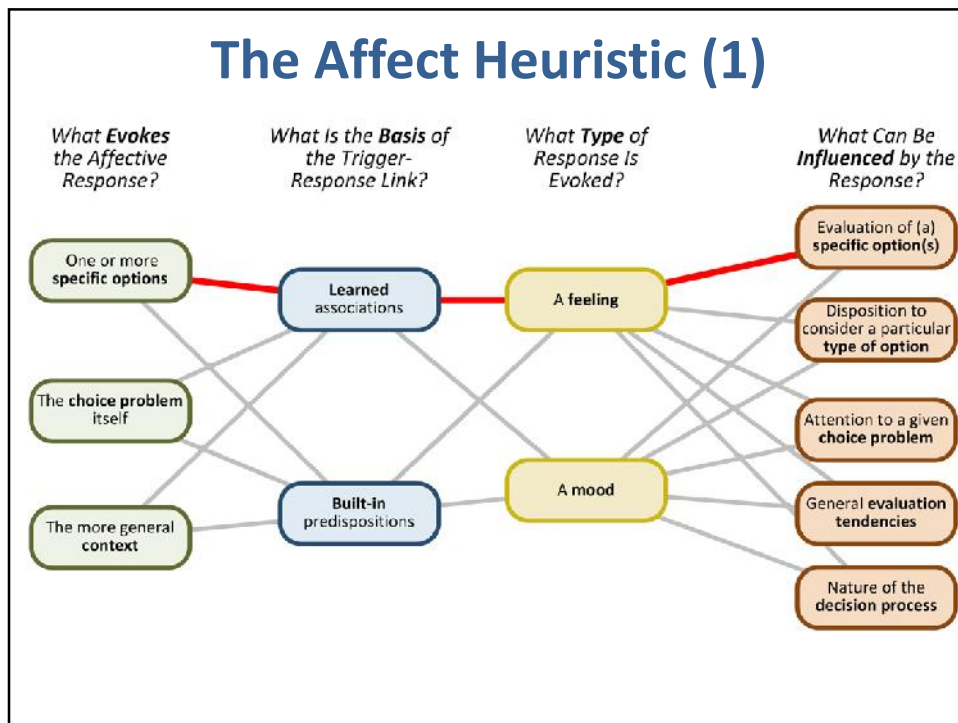 The Affect Heuristic (1)
What Evokes
the Affective
Response?
What Is the Basis of
the Trigger-
Response Link?
What Type of
Response Is
Evoked?
What Can Be
Influenced by the
Response?
One or more
specific options
The choice problem
itself
The more general
context
Learned
associations
Built-in
predispositions
A feeling
A mood
Evaluation of (a)
specific option(s)
Disposition to
consider a particular
type of option
Attention to a given
choice problem
General evaluation
tendencies
Nature of the
decision process